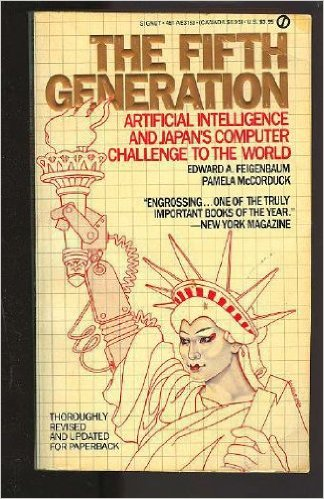 SIGNET • 451-AE3153 • (CANADA $6.95) • U.S. $3.95
THE FIFTH
GENERATION
ARTIFICIAL INTELLIGENCE
AND JAPAN'S COMPUTER
CHALLENGE TO THE WORLD
EDWARD A. FEIGENBAUM
PAMELA McCORDUCK
"ENGROSSING...ONE OF THE TRULY
IMPORTANT BOOKS OF THE YEAR."
—NEW YORK MAGAZINE
THOROUGHLY
REVISED
AND UPDATED
FOR PAPERBACK